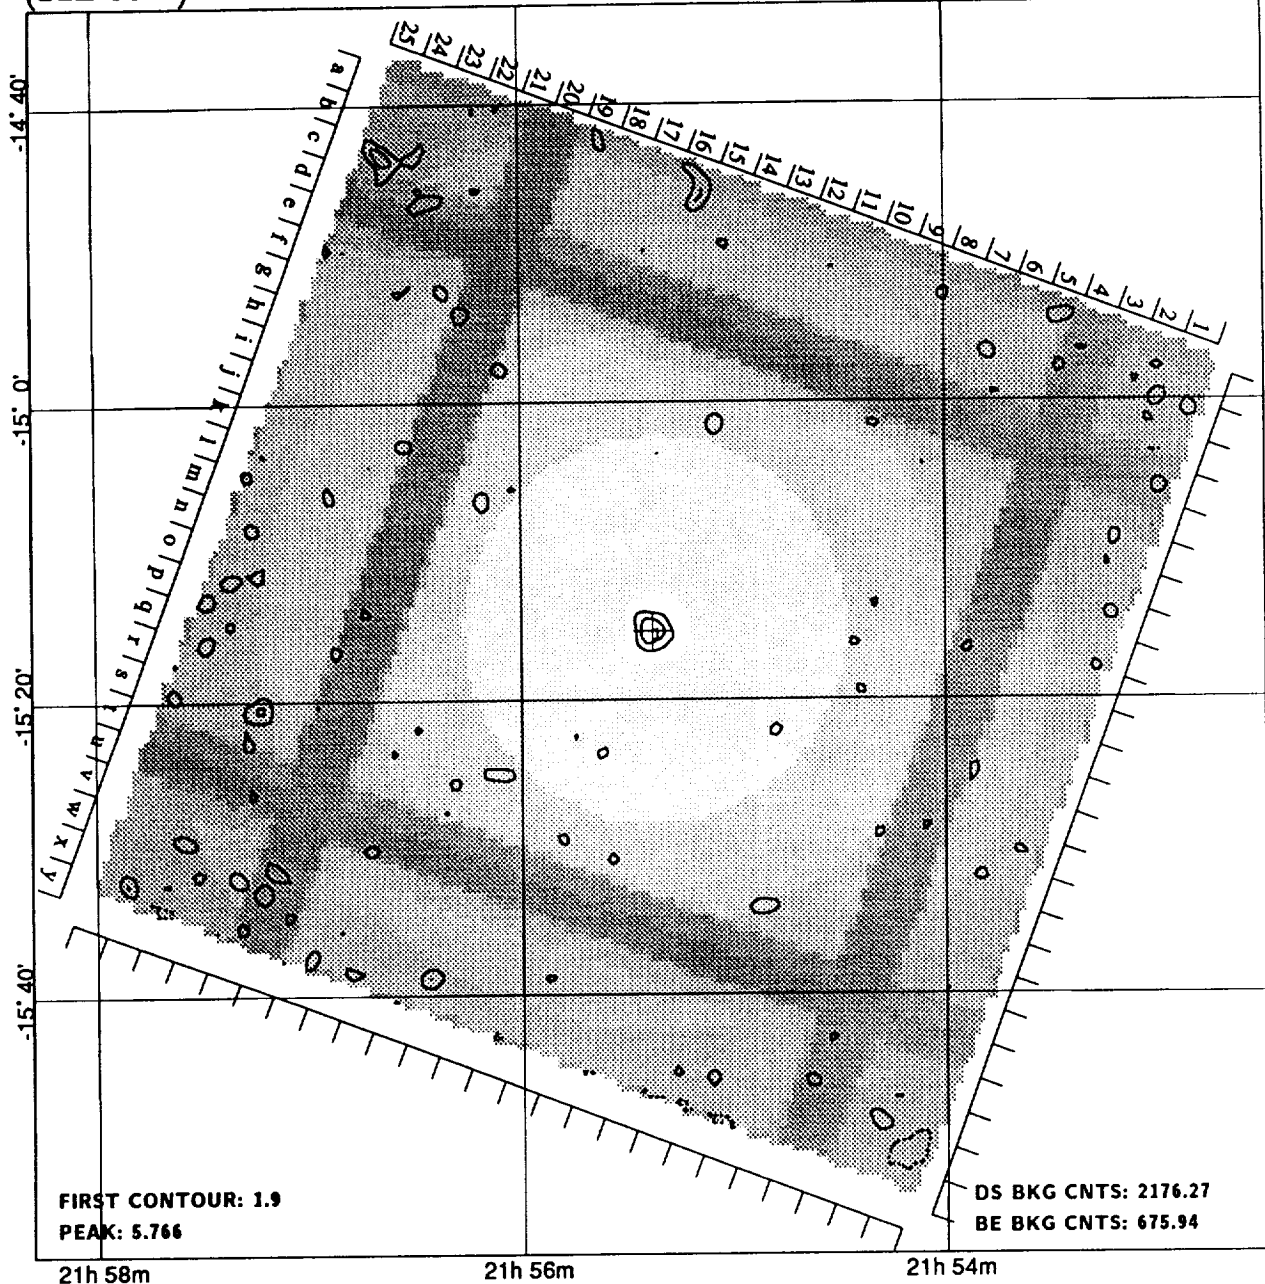 25 24 23 22 21 20 19 18 17 16 15 14 13 12 11 10 9 8 7 6 5 4 3 2 1
a b c d e f g h i j k l m n o p q r s t u v w x y
-14° 40'
-15° 0'
-15° 20'
-15° 40'
FIRST CONTOUR: 1.9
PEAK: 5.766
DS BKG CNTS: 2176.27
BE BKG CNTS: 675.94
21h 58m
21h 56m
21h 54m